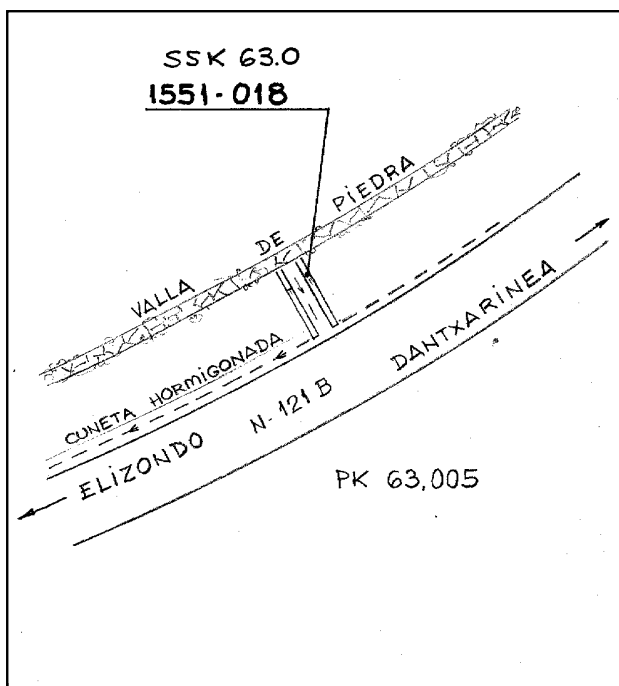 SSK 63.0
1551-018
VALLA DE PIEDRA
CUNETA HORMIGONADA
ELIZONDO N-121 B DANTXARINEA
PK 63,005